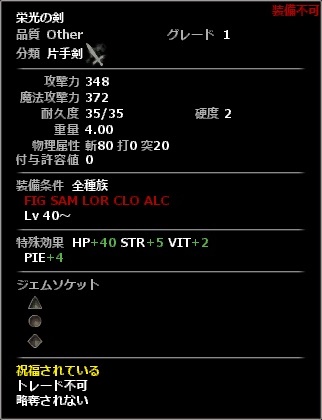 栄光の剣 装備不可
品質 Other グレード 1
分類 片手剣
攻撃力 348
魔法攻撃力 372
耐久度 35/35 硬度 2
重量 4.00
物理属性 斬80 打0 突20
付与許容値 0
装備条件 全種族
FIG SAM LOR CLO ALC
Lv 40～
特殊効果 HP+40 STR+5 VIT+2
PIE+4
ジェムソケット
祝福されている
トレード不可
略奪されない